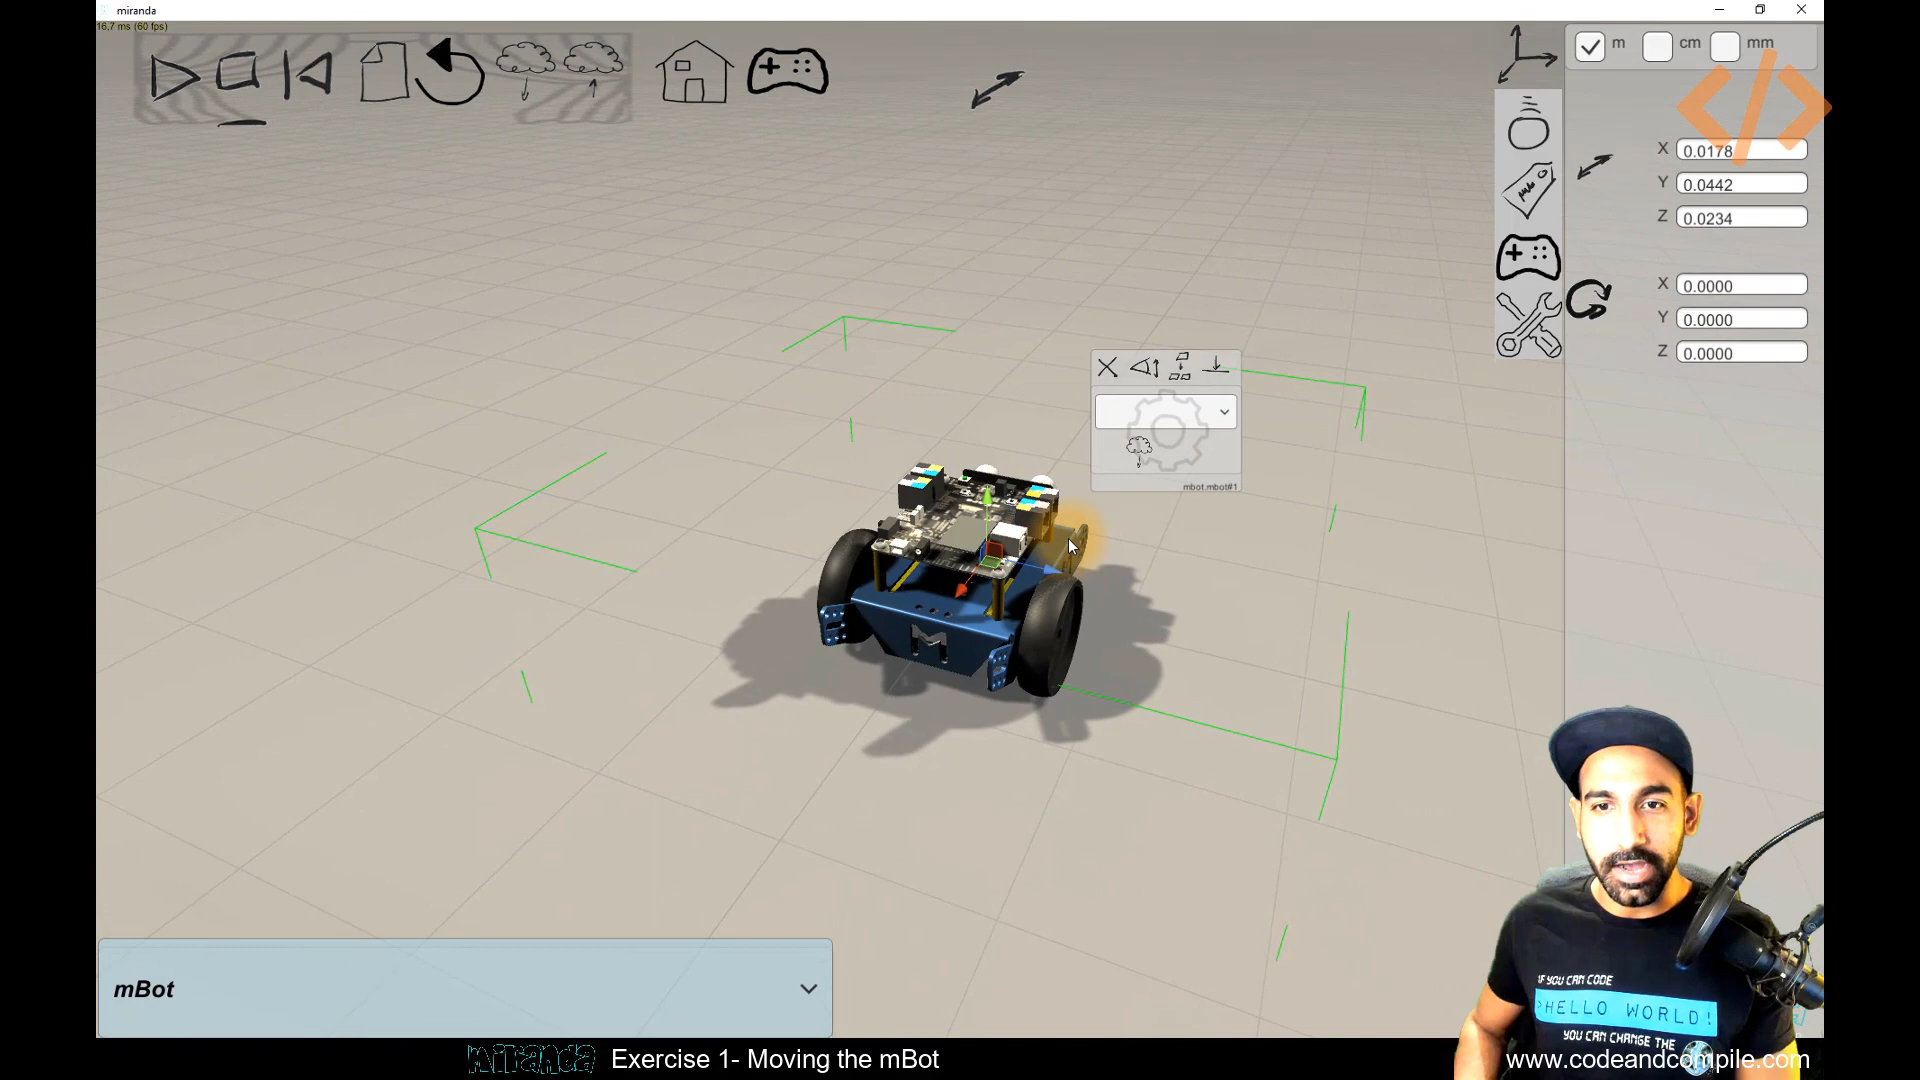 miranda
16,7 ms (60 fps)
m
cm
mm
X 0.0178
Y 0.0442
Z 0.0234
X 0.0000
Y 0.0000
Z 0.0000
mbot.mbot#1
M
mBot
IF YOU CAN CODE
HELLO WORLD!
YOU CAN CHANGE THE
miranda Exercise 1- Moving the mBot
www.codeandcompile.com